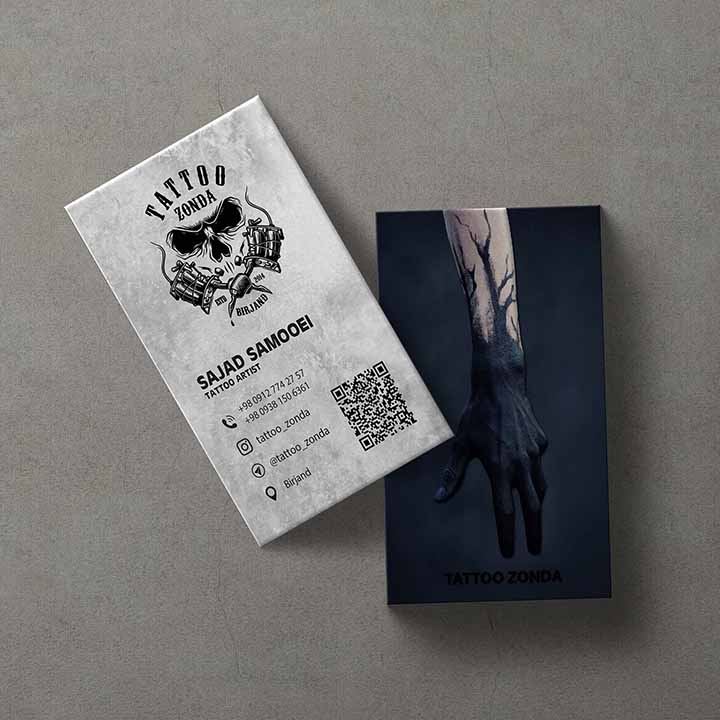 TATTOO
ZONDA
ESTD 2014
BIRJAND
SAJAD SAMOOEI
TATTOO ARTIST
+98 0912 774 27 57
+98 0938 150 6361
tattoo_zonda
@tattoo_zonda
Birjand
TATTOO ZONDA